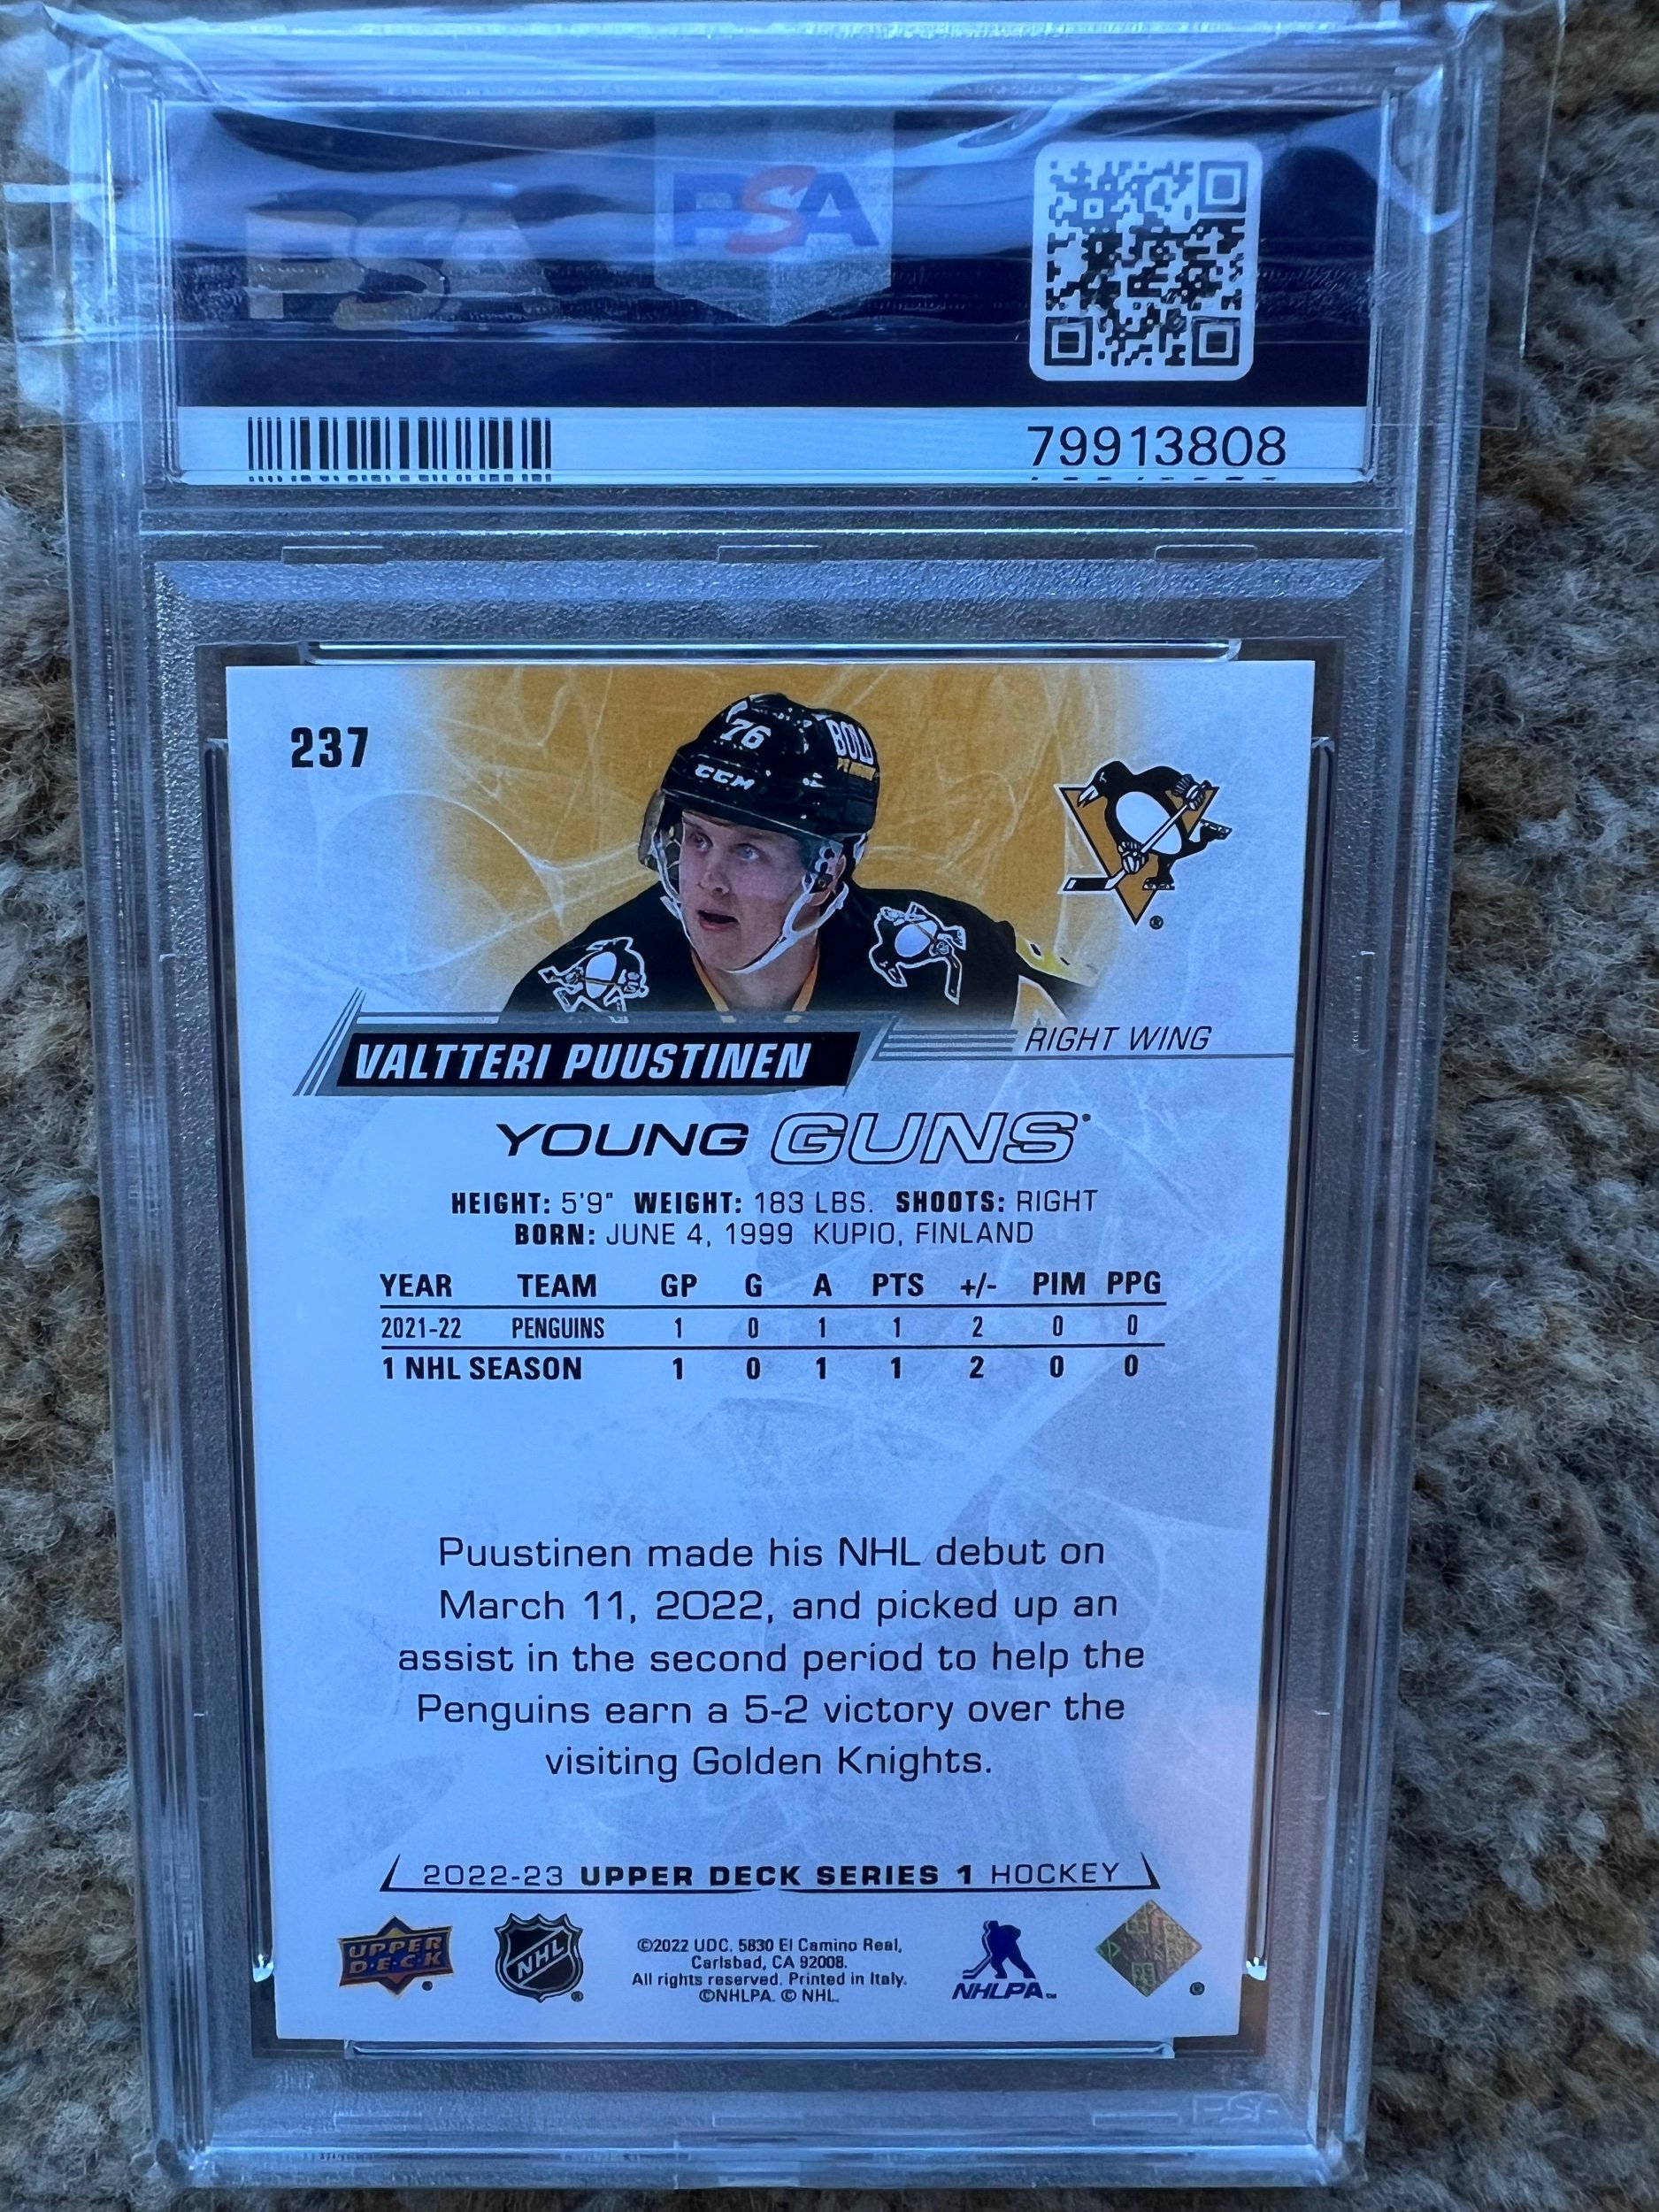 PSA
PSA
79913808
237
76
BOLD
CCM
VALTTERI PUUSTINEN
RIGHT WING
YOUNG GUNS
HEIGHT: 5'9" WEIGHT: 183 LBS. SHOOTS: RIGHT
BORN: JUNE 4, 1999 KUPIO, FINLAND
YEAR TEAM GP G A PTS +/- PIM PPG
2021-22 PENGUINS 1 0 1 1 2 0 0
1 NHL SEASON 1 0 1 1 2 0 0
Puustinen made his NHL debut on
March 11, 2022, and picked up an
assist in the second period to help the
Penguins earn a 5-2 victory over the
visiting Golden Knights.
2022-23 UPPER DECK SERIES 1 HOCKEY
UPPER
D•E•C•K
NHL
©2022 UDC. 5830 El Camino Real,
Carlsbad, CA 92008.
All rights reserved. Printed in Italy.
©NHLPA. © NHL.
NHLPA™
PSA